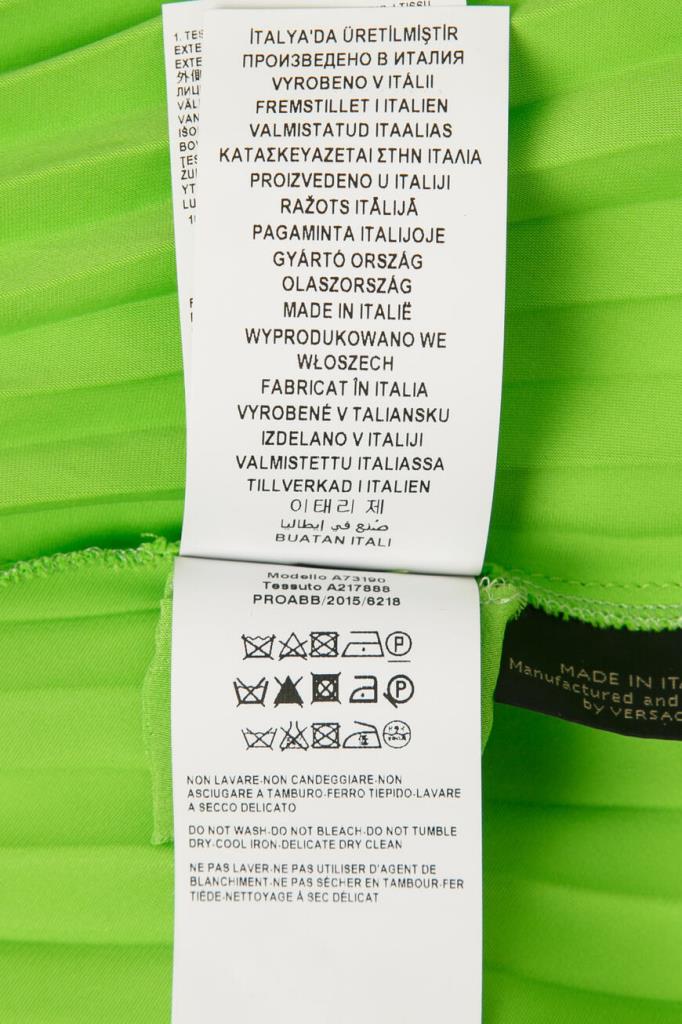 1. TES
EXTE
EXTE
İTALYA'DA ÜRETİLMİŞTİR
ПРОИЗВЕДЕНО В ИТАЛИЯ
VYROBENO V ITÁLII
FREMSTILLET I ITALIEN
VALMISTATUD ITAALIAS
ΚΑΤΑΣΚΕΥΑΖΕΤΑΙ ΣΤΗΝ ΙΤΑΛΙΑ
PROIZVEDENO U ITALIJI
RAŽOTS ITĀLIJĀ
PAGAMINTA ITALIJOJE
GYÁRTÓ ORSZÁG
OLASZORSZÁG
MADE IN ITALIË
WYPRODUKOWANO WE
WŁOSZECH
FABRICAT ÎN ITALIA
VYROBENÉ V TALIANSKU
IZDELANO V ITALIJI
VALMISTETTU ITALIASSA
TILLVERKAD I ITALIEN
이태리 제
صنع في إيطاليا
BUATAN ITALI
Modello A73190
Tessuto A217888
PROABB/2015/6218
P
P
MADE IN ITA
Manufactured and
by VERSAC
NON LAVARE-NON CANDEGGIARE-NON
ASCIUGARE A TAMBURO-FERRO TIEPIDO-LAVARE
A SECCO DELICATO
DO NOT WASH-DO NOT BLEACH-DO NOT TUMBLE
DRY-COOL IRON-DELICATE DRY CLEAN
NE PAS LAVER-NE PAS UTILISER D'AGENT DE
BLANCHIMENT-NE PAS SÉCHER EN TAMBOUR-FER
TIÉDE-NETTOYAGE Á SEC DÉLICAT